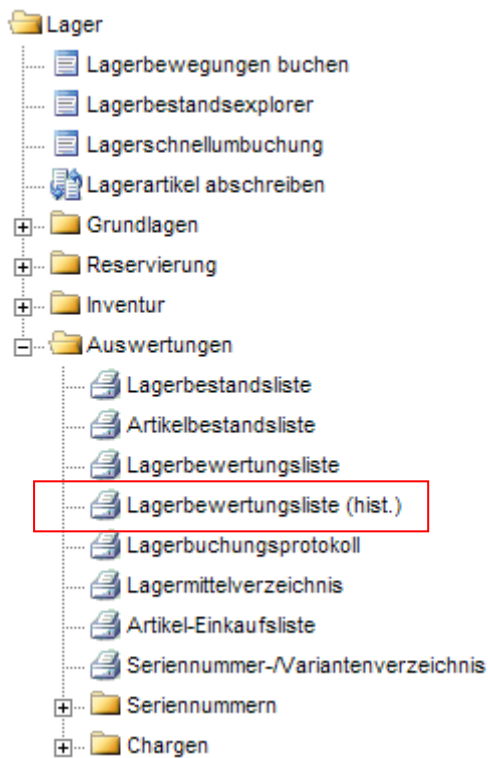 Lager
Lagerbewegungen buchen
Lagerbestandsexplorer
Lagerschnellumbuchung
Lagerartikel abschreiben
Grundlagen
Reservierung
Inventur
Auswertungen
Lagerbestandsliste
Artikelbestandsliste
Lagerbewertungsliste
Lagerbewertungsliste (hist.)
Lagerbuchungsprotokoll
Lagermittelverzeichnis
Artikel-Einkaufsliste
Seriennummer-/Variantenverzeichnis
Seriennummern
Chargen